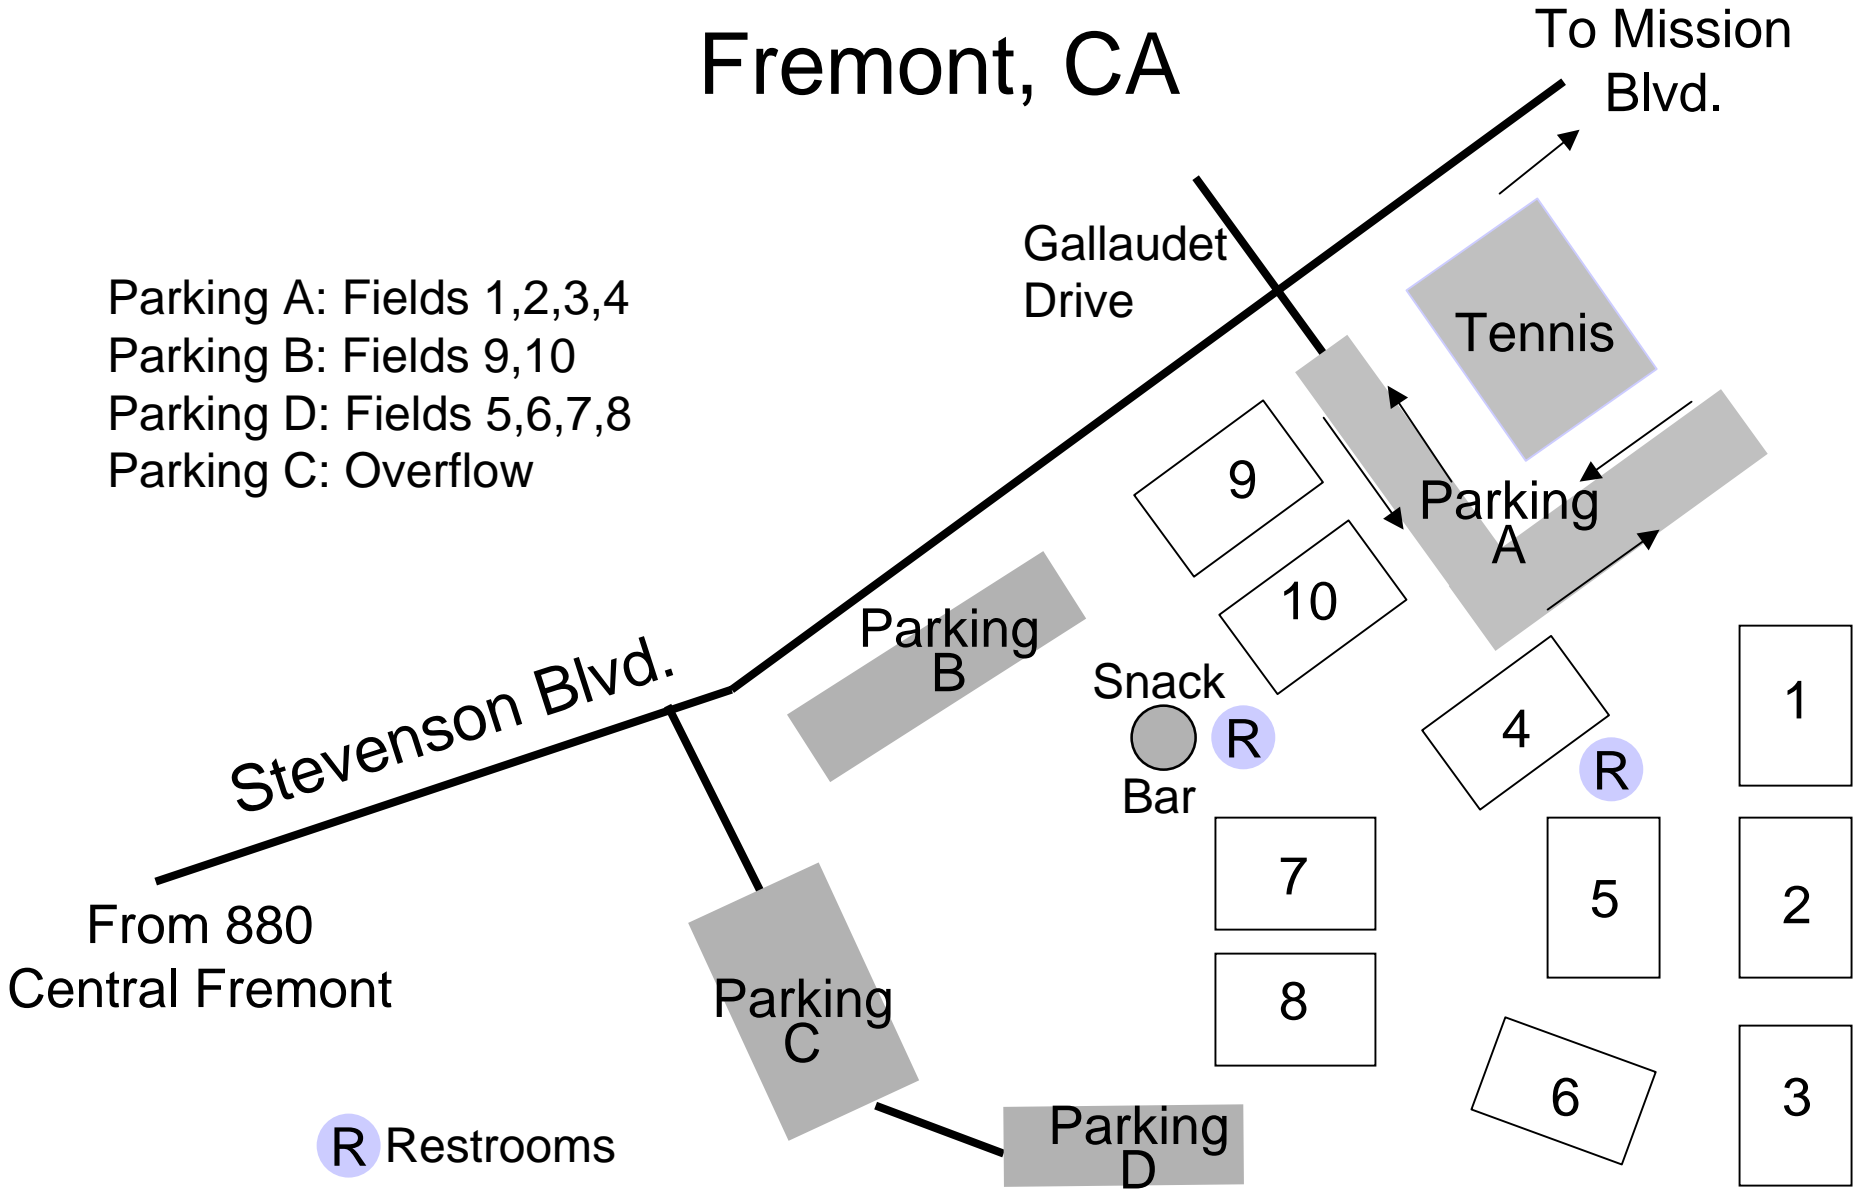 Fremont, CA
To Mission
Blvd.
Gallaudet
Drive
Parking A: Fields 1,2,3,4
Parking B: Fields 9,10
Parking D: Fields 5,6,7,8
Parking C: Overflow
Tennis
9
Parking
A
10
Parking
B
Stevenson Blvd.
Snack
Bar
R
4
R
1
7
5
2
From 880
Central Fremont
8
Parking
C
6
3
Parking
D
R Restrooms